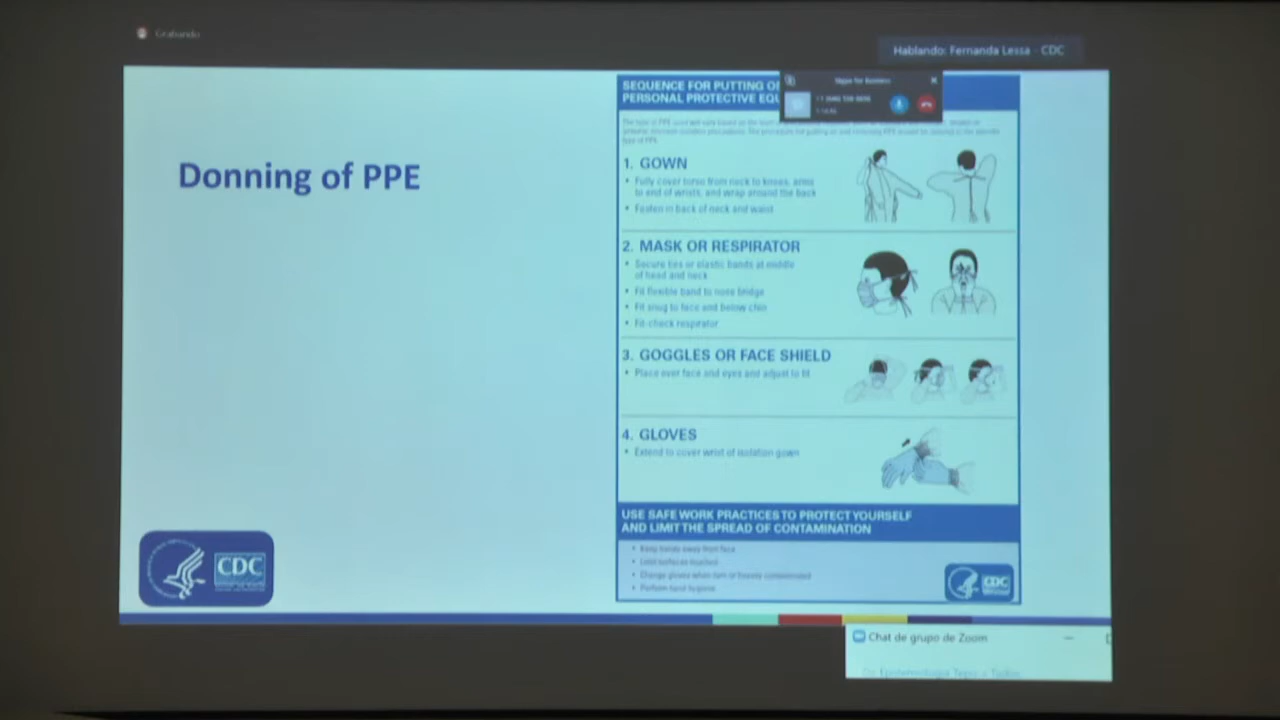 Grabando
Hablando: Fernanda Lessa - CDC
Donning of PPE
SEQUENCE FOR PUTTING
PERSONAL PROTECTIVE
Skype for Business
1. GOWN
• Fully cover torso from neck to knees, arms
to end of wrists, and wrap around the back
• Fasten in back of neck and waist
2. MASK OR RESPIRATOR
• Secure ties or elastic bands at middle
of head and neck
• Fit flexible band to nose bridge
• Fit snug to face and below chin
• Fit-check respirator
3. GOGGLES OR FACE SHIELD
• Place over face and eyes and adjust to fit
4. GLOVES
• Extend to cover wrist of isolation gown
USE SAFE WORK PRACTICES TO PROTECT YOURSELF
AND LIMIT THE SPREAD OF CONTAMINATION
• Keep hands away from face
• Limit surfaces touched
• Change gloves when torn or heavily contaminated
• Perform hand hygiene
CDC
CDC
Chat de grupo de Zoom